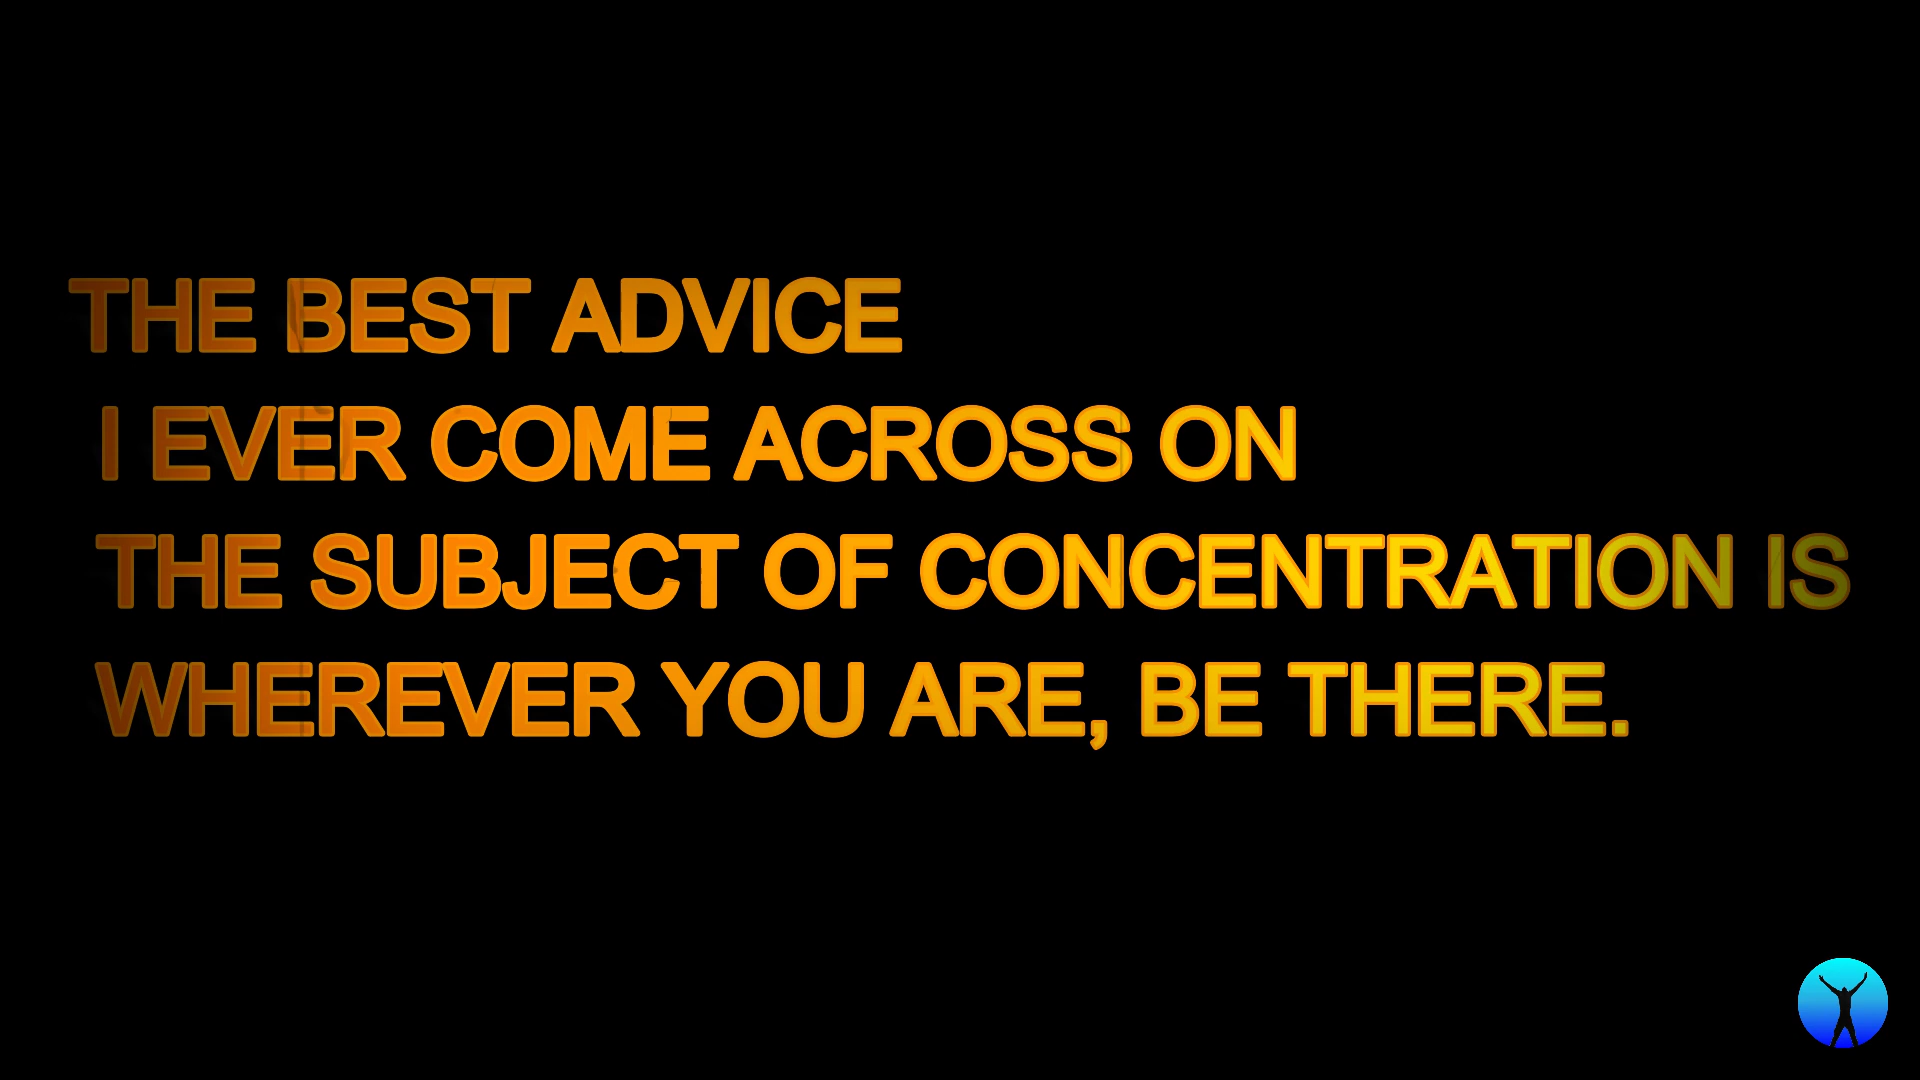 THE BEST ADVICE
I EVER COME ACROSS ON
THE SUBJECT OF CONCENTRATION IS
WHEREVER YOU ARE, BE THERE.